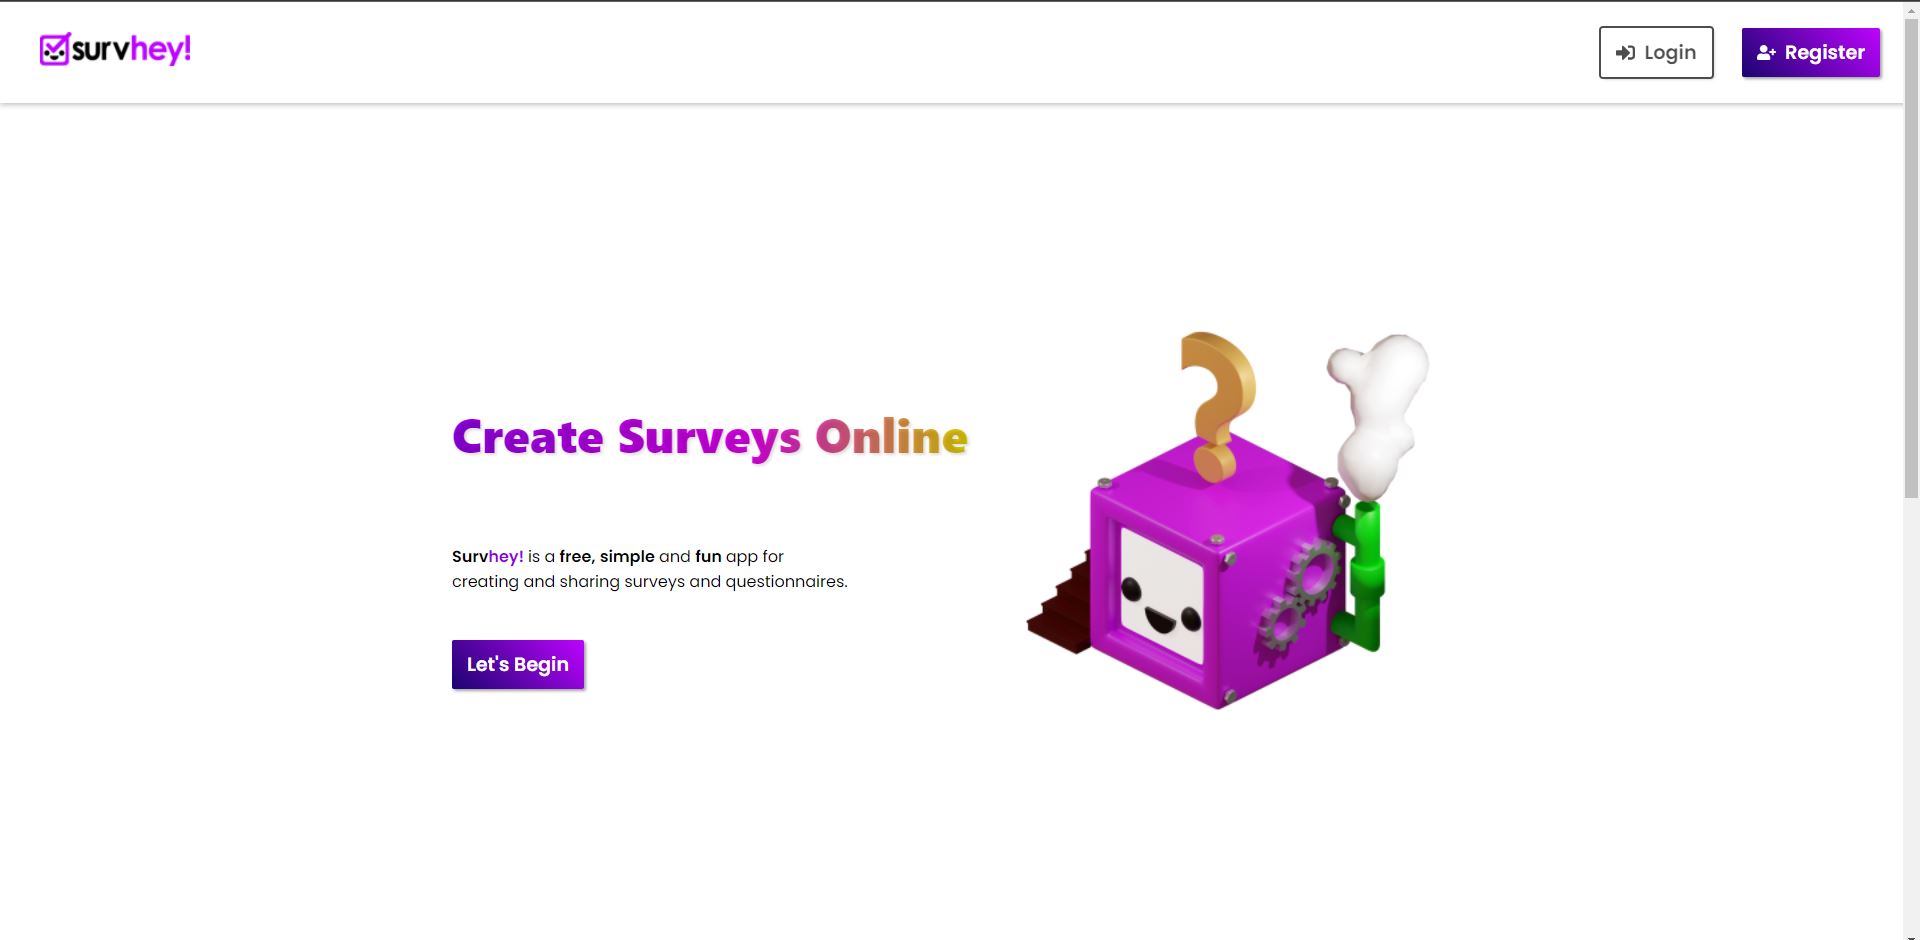 survhey!
Login
Register
Create Surveys Online
Survhey! is a free, simple and fun app for
creating and sharing surveys and questionnaires.
Let's Begin